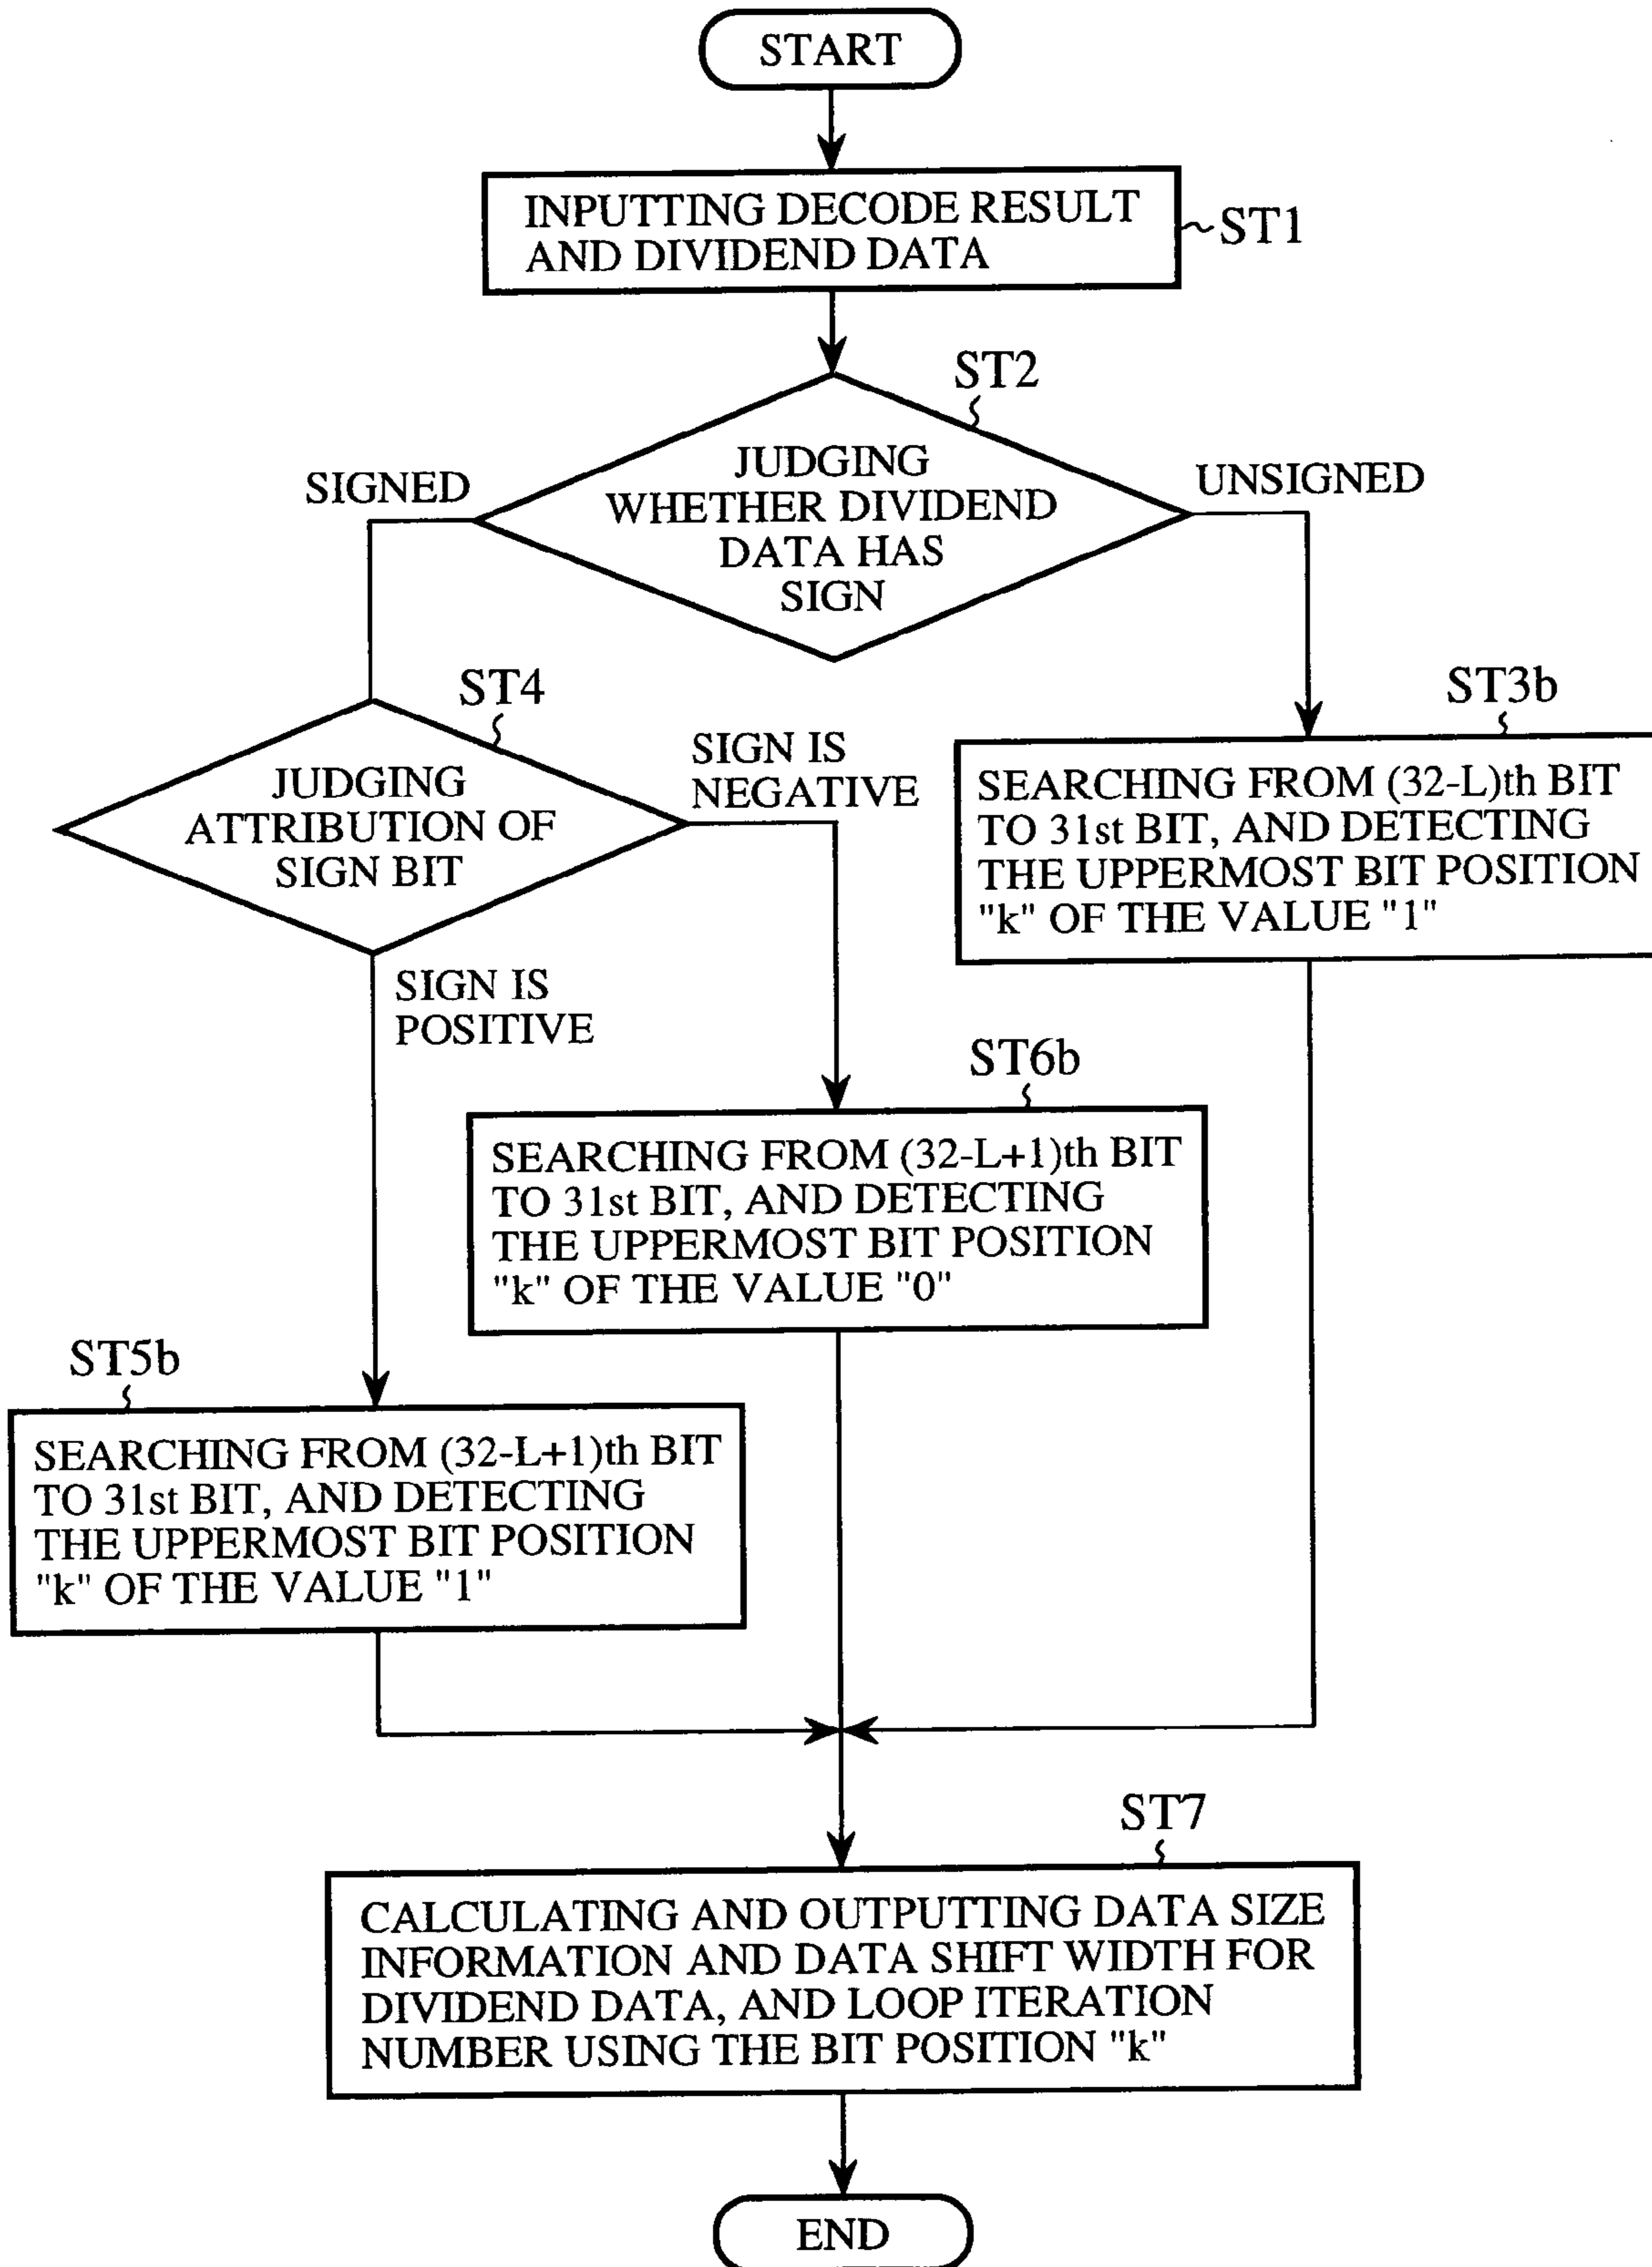 START
INPUTTING DECODE RESULT
AND DIVIDEND DATA
ST1
ST2
JUDGING
WHETHER DIVIDEND
DATA HAS
SIGN
SIGNED
UNSIGNED
ST4
JUDGING
ATTRIBUTION OF
SIGN BIT
SIGN IS
NEGATIVE
SIGN IS
POSITIVE
ST3b
SEARCHING FROM (32-L)th BIT
TO 31st BIT, AND DETECTING
THE UPPERMOST BIT POSITION
"k" OF THE VALUE "1"
ST6b
SEARCHING FROM (32-L+1)th BIT
TO 31st BIT, AND DETECTING
THE UPPERMOST BIT POSITION
"k" OF THE VALUE "0"
ST5b
SEARCHING FROM (32-L+1)th BIT
TO 31st BIT, AND DETECTING
THE UPPERMOST BIT POSITION
"k" OF THE VALUE "1"
ST7
CALCULATING AND OUTPUTTING DATA SIZE
INFORMATION AND DATA SHIFT WIDTH FOR
DIVIDEND DATA, AND LOOP ITERATION
NUMBER USING THE BIT POSITION "k"
END